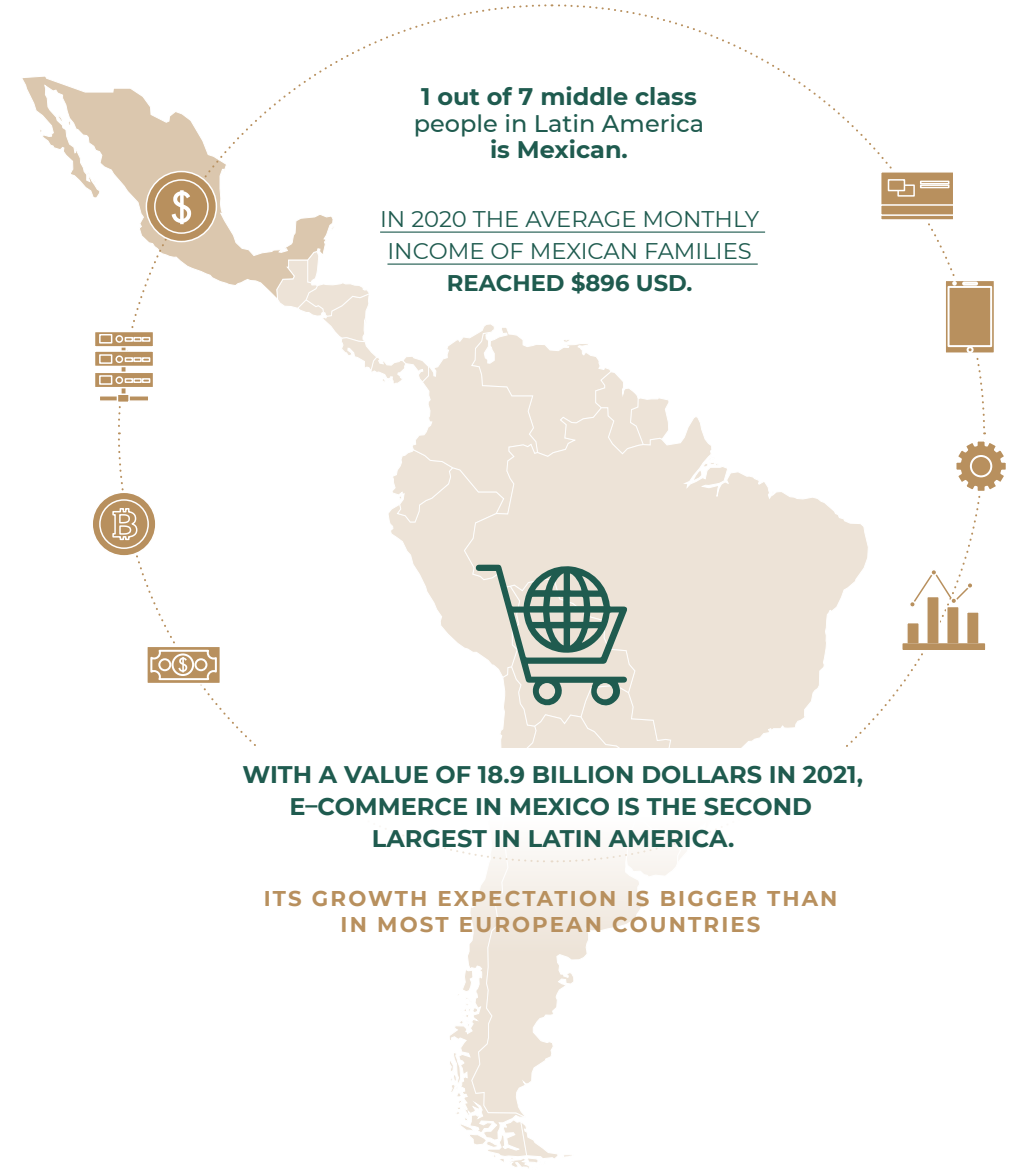 1 out of 7 middle class
people in Latin America
is Mexican.
IN 2020 THE AVERAGE MONTHLY
INCOME OF MEXICAN FAMILIES
REACHED $896 USD.
WITH A VALUE OF 18.9 BILLION DOLLARS IN 2021,
E–COMMERCE IN MEXICO IS THE SECOND
LARGEST IN LATIN AMERICA.
ITS GROWTH EXPECTATION IS BIGGER THAN
IN MOST EUROPEAN COUNTRIES